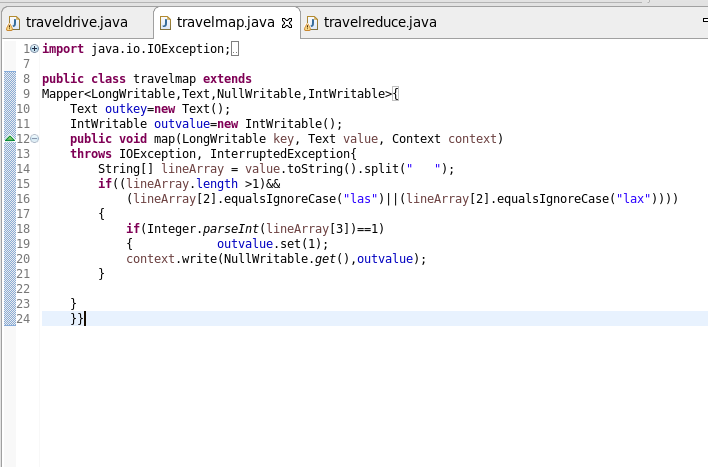 traveldrive.java travelmap.java travelreduce.java
1 import java.io.IOException;
7
8 public class travelmap extends
9 Mapper<LongWritable,Text,NullWritable,IntWritable>{
10     Text outkey=new Text();
11     IntWritable outvalue=new IntWritable();
12     public void map(LongWritable key, Text value, Context context)
13     throws IOException, InterruptedException{
14         String[] lineArray = value.toString().split("   ");
15         if((lineArray.length >1)&&
16             (lineArray[2].equalsIgnoreCase("las")||(lineArray[2].equalsIgnoreCase("lax"))))
17         {
18             if(Integer.parseInt(lineArray[3])==1)
19             {            outvalue.set(1);
20             context.write(NullWritable.get(),outvalue);
21         }
22
23     }
24     }}